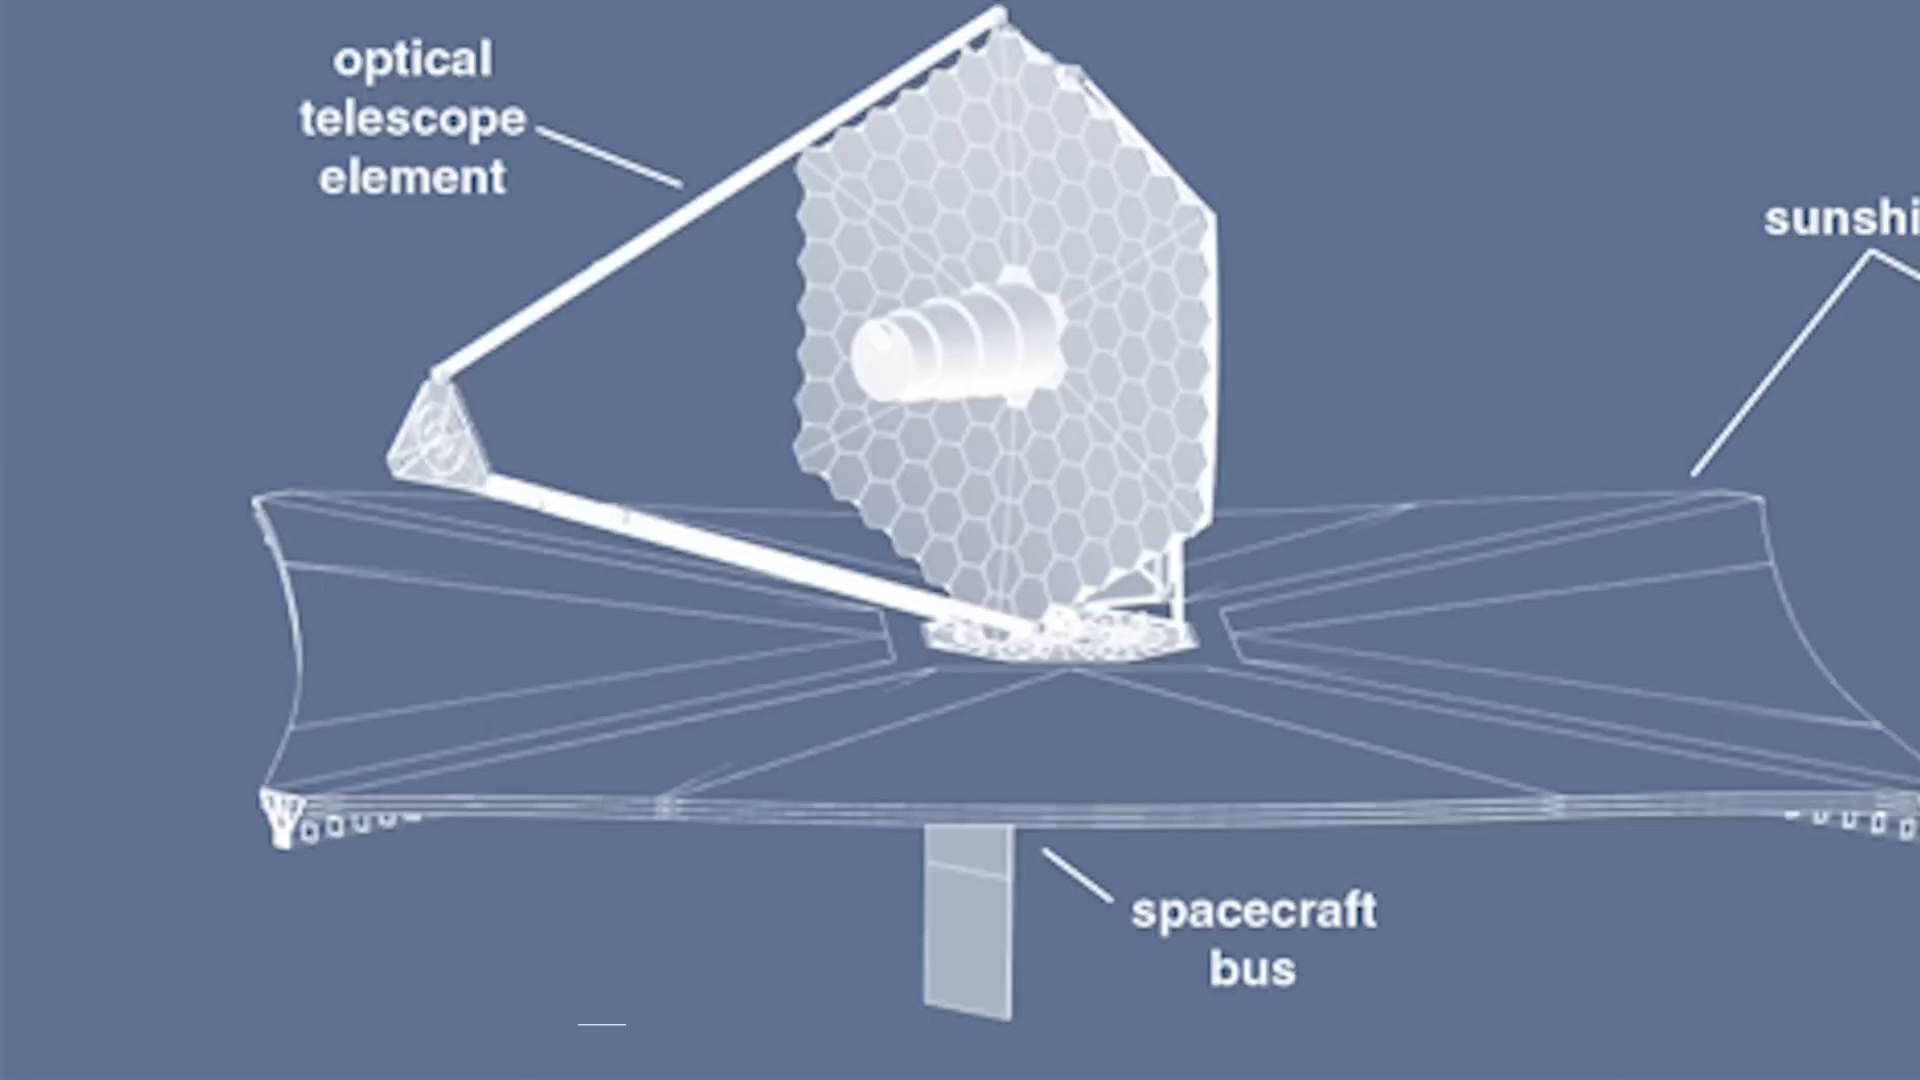 optical
telescope
element
sunshi
spacecraft
bus